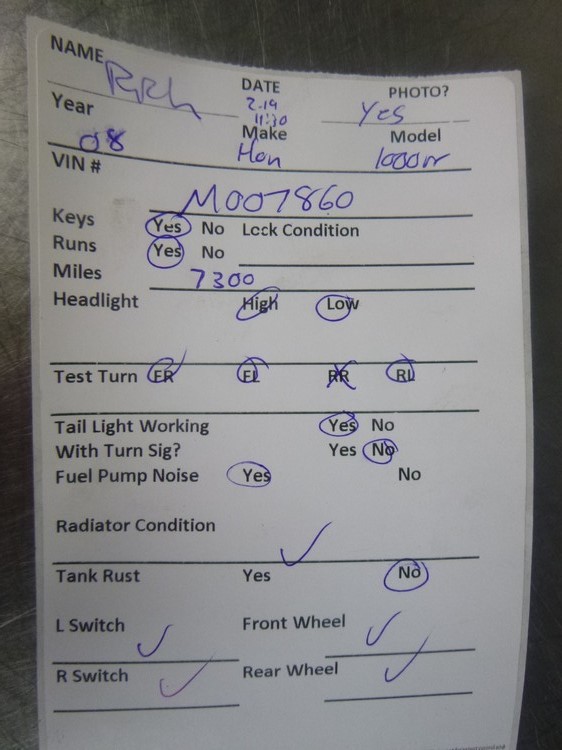 NAME RRh DATE PHOTO?
2.19 Yes
11:30
Year 08 Make Hon Model 1000rr
VIN # M007860
Keys Yes No Lock Condition
Runs Yes No
Miles 7300
Headlight High Low
Test Turn FR FL RR RL
Tail Light Working Yes No
With Turn Sig? Yes No
Fuel Pump Noise Yes No
Radiator Condition ✓
Tank Rust Yes No
L Switch ✓ Front Wheel ✓
R Switch ✓ Rear Wheel ✓